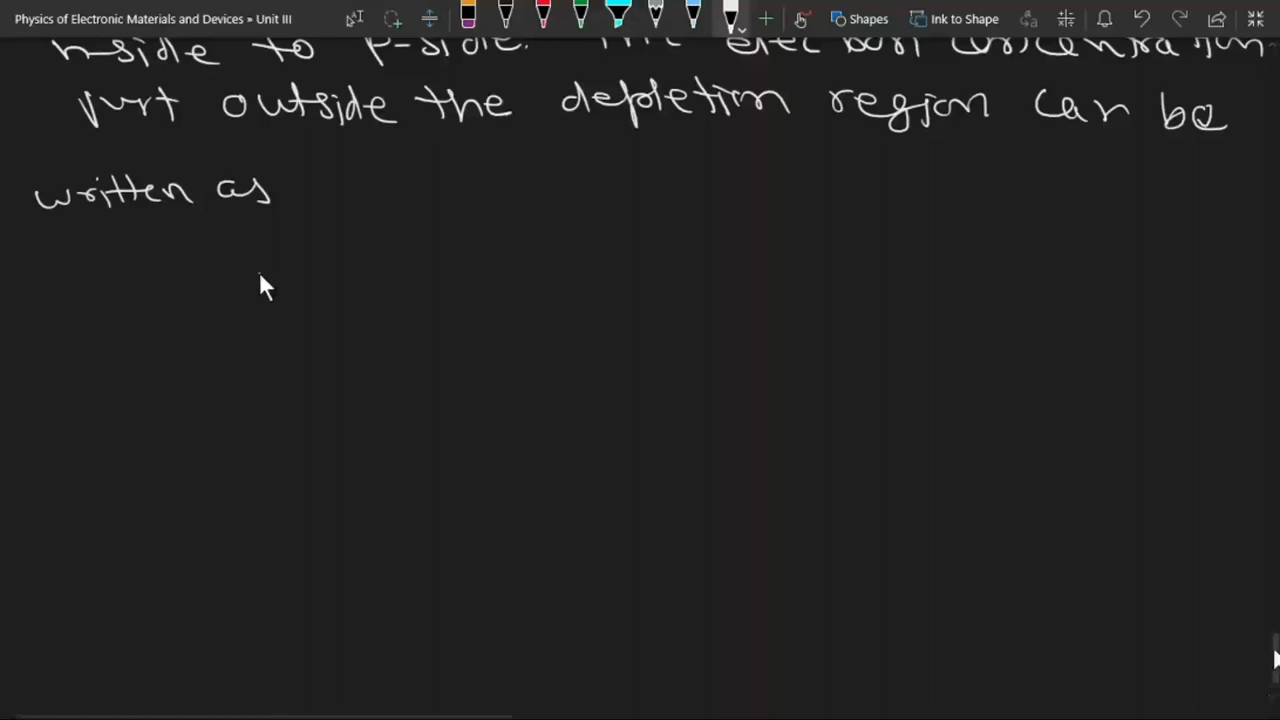 Physics of Electronic Materials and Devices » Unit III
Shapes
Ink to Shape
n-side to p-side. The electron concentration
just outside the depletion region can be
written as